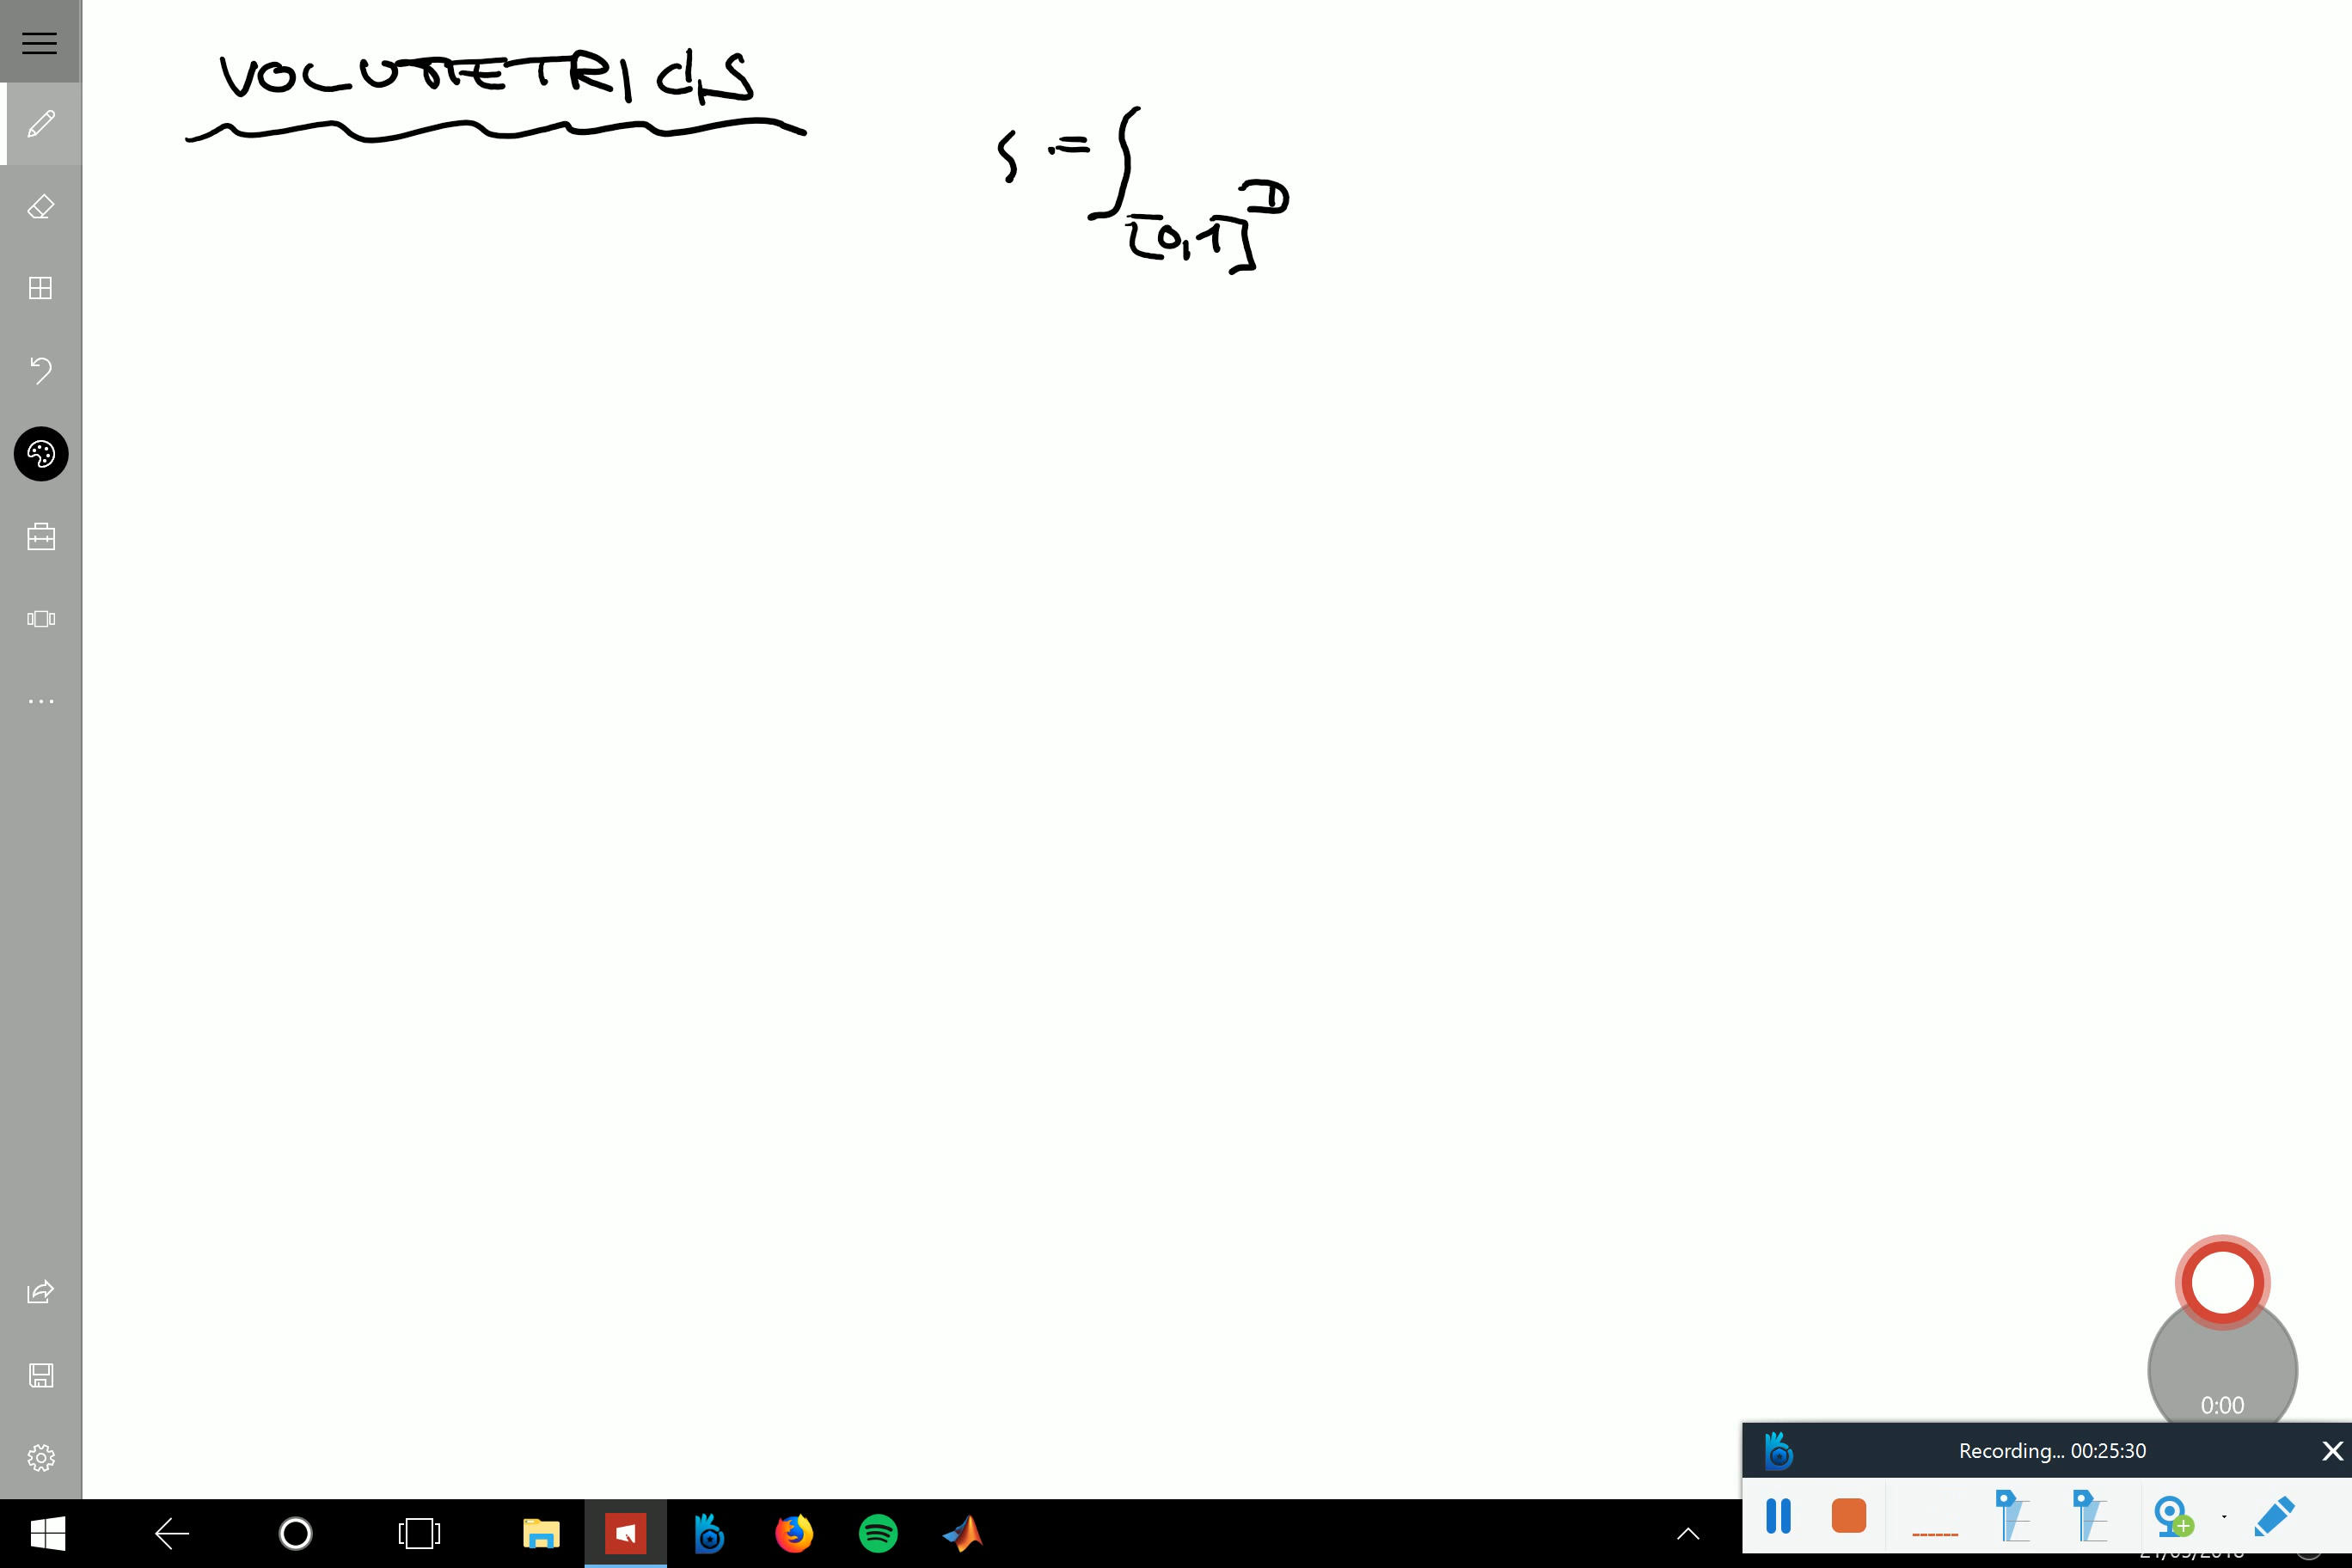 VOLUMETRICS
S := ∫
[0,1]^D
0:00
Recording... 00:25:30